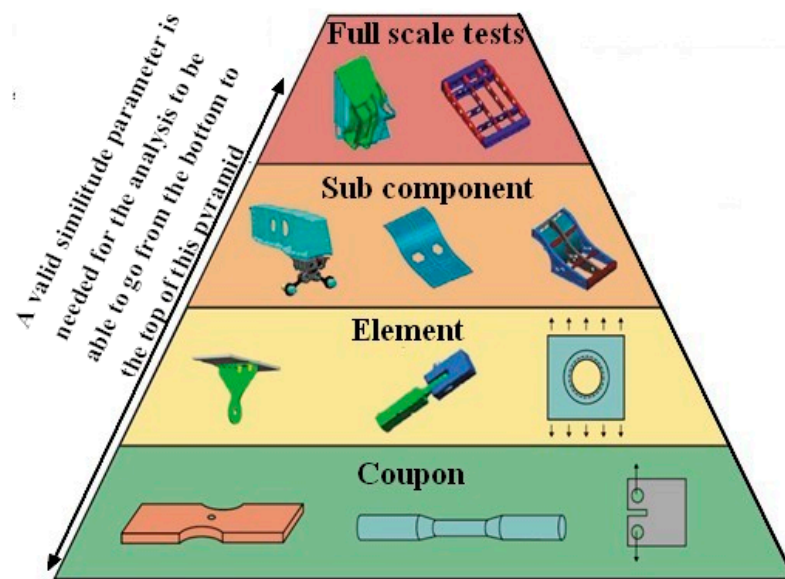 Full scale tests
Sub component
Element
Coupon
A valid similitude parameter is
needed for the analysis to be
able to go from the bottom to
the top of this pyramid